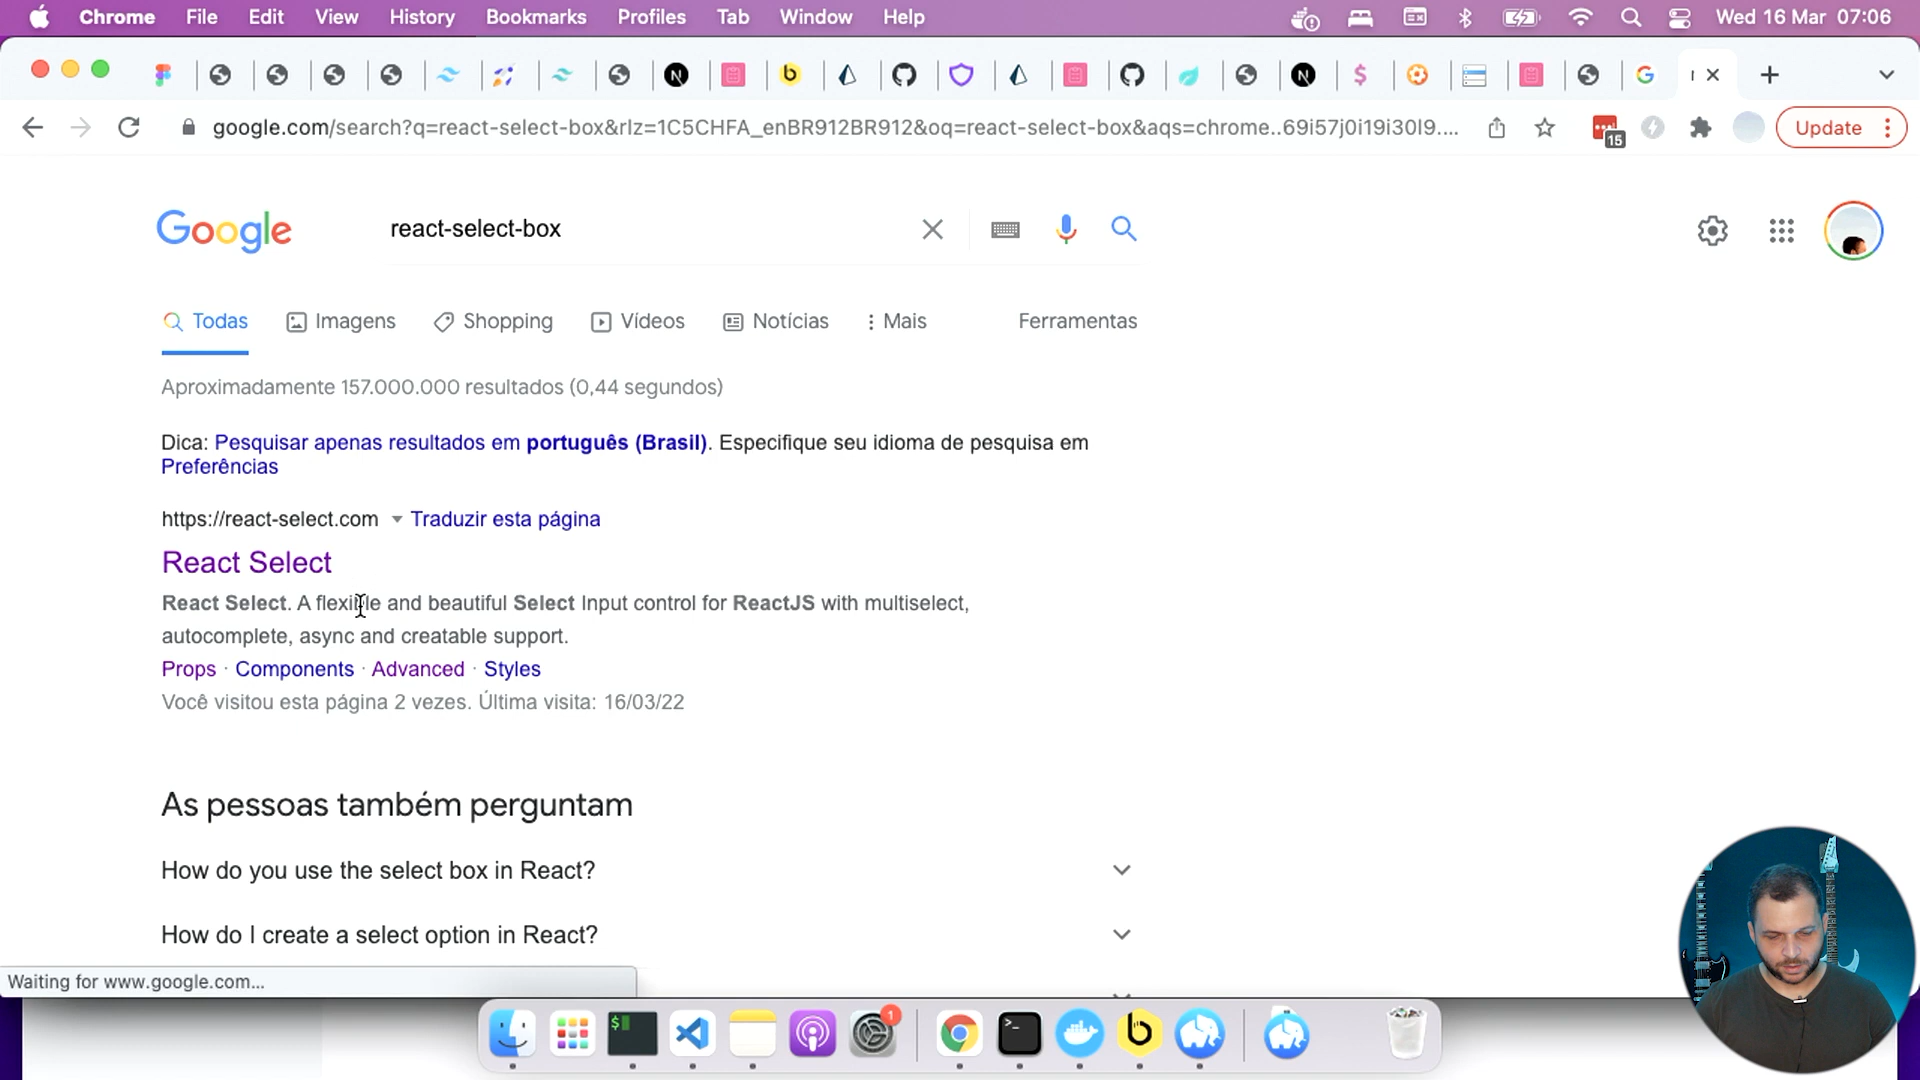 Chrome File Edit View History Bookmarks Profiles Tab Window Help Wed 16 Mar 07:06
google.com/search?q=react-select-box&rlz=1C5CHFA_enBR912BR912&oq=react-select-box&aqs=chrome..69i57j0i19i30l9.... 15 Update
Google react-select-box
Todas Imagens Shopping Vídeos Notícias Mais Ferramentas
Aproximadamente 157.000.000 resultados (0,44 segundos)
Dica: Pesquisar apenas resultados em português (Brasil). Especifique seu idioma de pesquisa em
Preferências
https://react-select.com Traduzir esta página
React Select
React Select. A flexible and beautiful Select Input control for ReactJS with multiselect,
autocomplete, async and creatable support.
Props · Components · Advanced · Styles
Você visitou esta página 2 vezes. Última visita: 16/03/22
As pessoas também perguntam
How do you use the select box in React?
How do I create a select option in React?
Waiting for www.google.com...
1